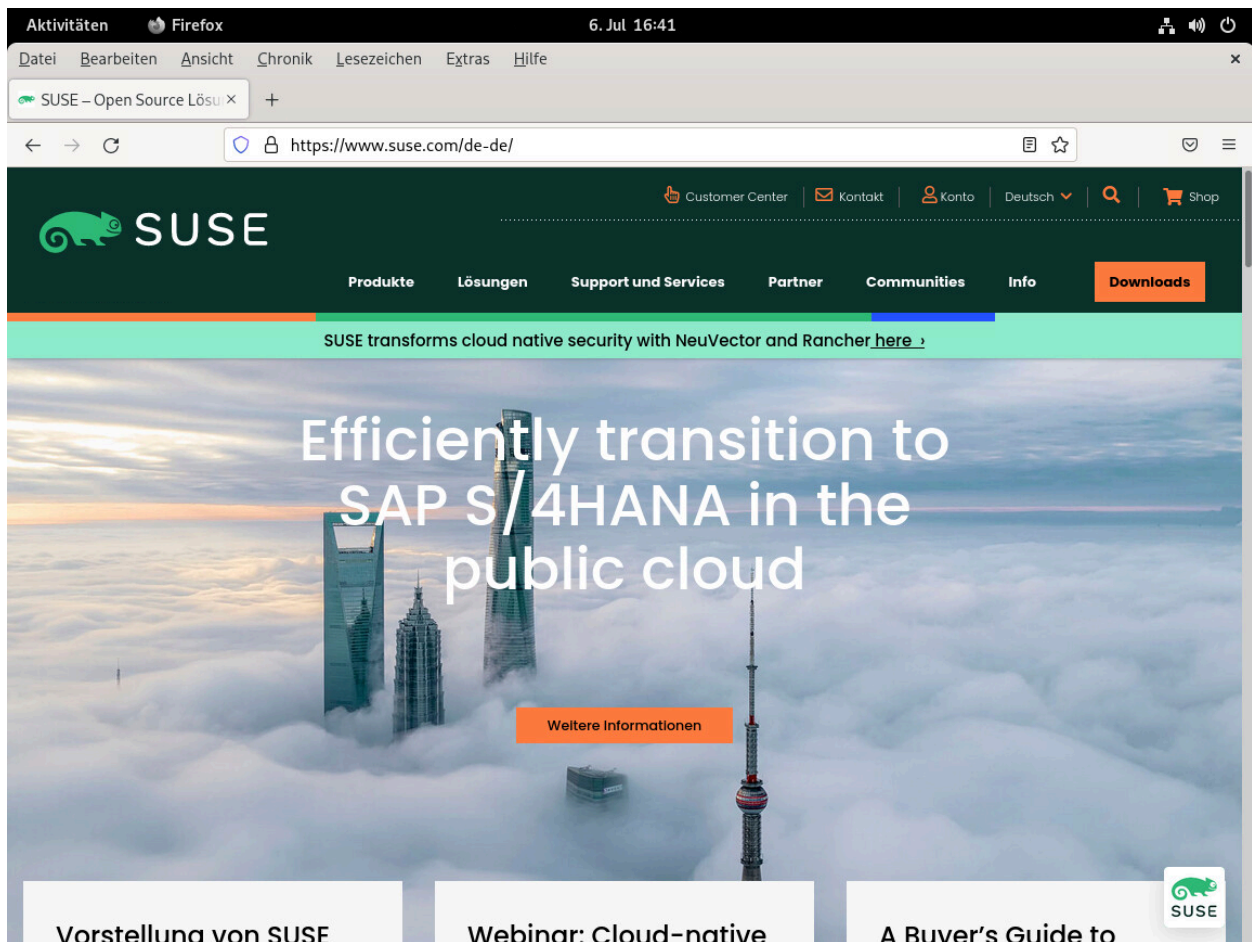 Aktivitäten Firefox 6. Jul 16:41
Datei Bearbeiten Ansicht Chronik Lesezeichen Extras Hilfe
SUSE – Open Source Lösu
https://www.suse.com/de-de/
Customer Center Kontakt Konto Deutsch Shop
SUSE
Produkte Lösungen Support und Services Partner Communities Info Downloads
SUSE transforms cloud native security with NeuVector and Rancher here ›
Efficiently transition to
SAP S/4HANA in the
public cloud
Weitere Informationen
SUSE
Vorstellung von SUSE Webinar: Cloud-native A Buyer's Guide to